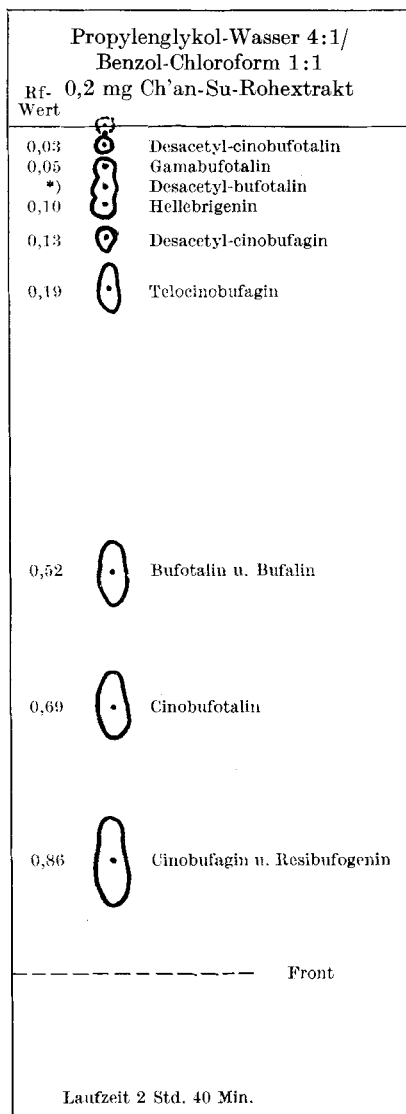 Propylenglykol-Wasser 4:1/
Benzol-Chloroform 1:1
0,2 mg Ch'an-Su-Rohextrakt
Rf-
Wert
0,03 Desacetyl-cinobufotalin
0,05 Gamabufotalin
*) Desacetyl-bufotalin
0,10 Hellebrigenin
0,13 Desacetyl-cinobufagin
0,19 Telocinobufagin
0,52 Bufotalin u. Bufalin
0,69 Cinobufotalin
0,86 Cinobufagin u. Resibufogenin
Front
Laufzeit 2 Std. 40 Min.